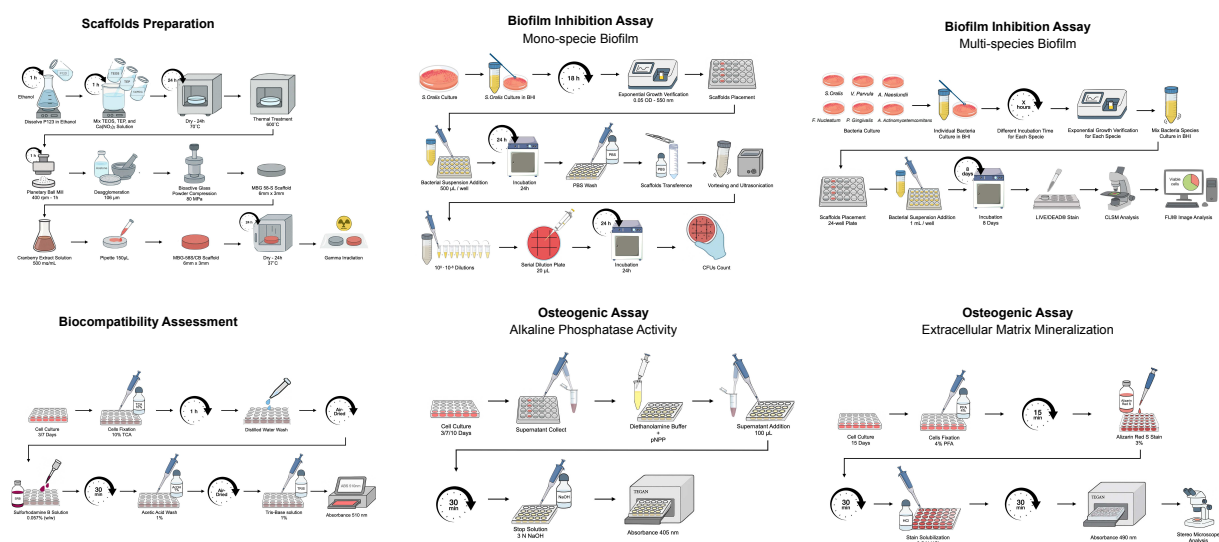 Scaffolds Preparation
1 h
P123
Ethanol
Dissolve P123 in Ethanol
1 h
TEOS
TEP
Mix TEOS, TEP, and
Ca(NO₃)₂ Solution
24 h
Dry - 24h
70˚C
Thermal Treatment
600˚C
1 h
Planetary Ball Mill
400 rpm - 1h
Deagglomeration
106 µm
Bioactive Glass
Powder Compression
80 MPa
MBG 58-S Scaffold
6mm x 3mm
Cranberry Extract Solution
500 mg/mL
Pipette 150µL
MBG-58S/CB Scaffold
6mm x 3mm
24 h
Dry - 24h
37˚C
Gamma Irradiation
Biofilm Inhibition Assay
Mono-specie Biofilm
S.Oralis Culture
S.Oralis Culture in BHI
18 h
Exponential Growth Verification
0.05 OD - 550 nm
Scaffolds Placement
Bacterial Suspension Addition
500 µL / well
24 h
Incubation
24h
PBS
PBS Wash
PBS
Scaffolds Transference
Vortexing and Ultrasonication
Serial Dilution Plate
20 µL
24 h
Incubation
24h
CFUs Count
Biofilm Inhibition Assay
Multi-species Biofilm
S.Oralis
V. Parvula
A. Naeslundii
F. Nucleatum
P. Gingivalis
A. Actinomycetemcomitans
Bacteria Culture
Individual Bacteria
Culture in BHI
X
hours
Different Incubation Time
for Each Specie
Exponential Growth Verification
for Each Specie
Mix Bacteria Species
in BHI
Scaffolds Placement
24-well Plate
Bacterial Suspension Addition
1 mL / well
8
days
Incubation
8 Days
LIVE/DEAD® Stain
CLSM Analysis
Viable
cells
FIJI® Image Analysis
Biocompatibility Assessment
Cell Culture
3/7 Days
Cells Fixation
10% TCA
1 h
Distilled Water Wash
Air-
Dried
Sulforhodamine B Solution
0.057% (wt/v)
30
min
Acetic Acid Wash
1%
Air-
Dried
Tris-Base solution
1%
Absorbance 510 nm
Osteogenic Assay
Alkaline Phosphatase Activity
Cell Culture
3/7/10 Days
Supernatant Collect
Diethanolamine Buffer
+
pNPP
Supernatant Addition
100 µL
30
min
NaOH
Stop Solution
3 N NaOH
TEGAN
Absorbance 405 nm
Osteogenic Assay
Extracellular Matrix Mineralization
Cell Culture
15 Days
Cells Fixation
4% PFA
15
min
Alizarin
Red S
Alizarin Red S Stain
3%
HCl
Stain Solubilization
30
min
TEGAN
Absorbance 490 nm
Stereo Microscope
Analysis